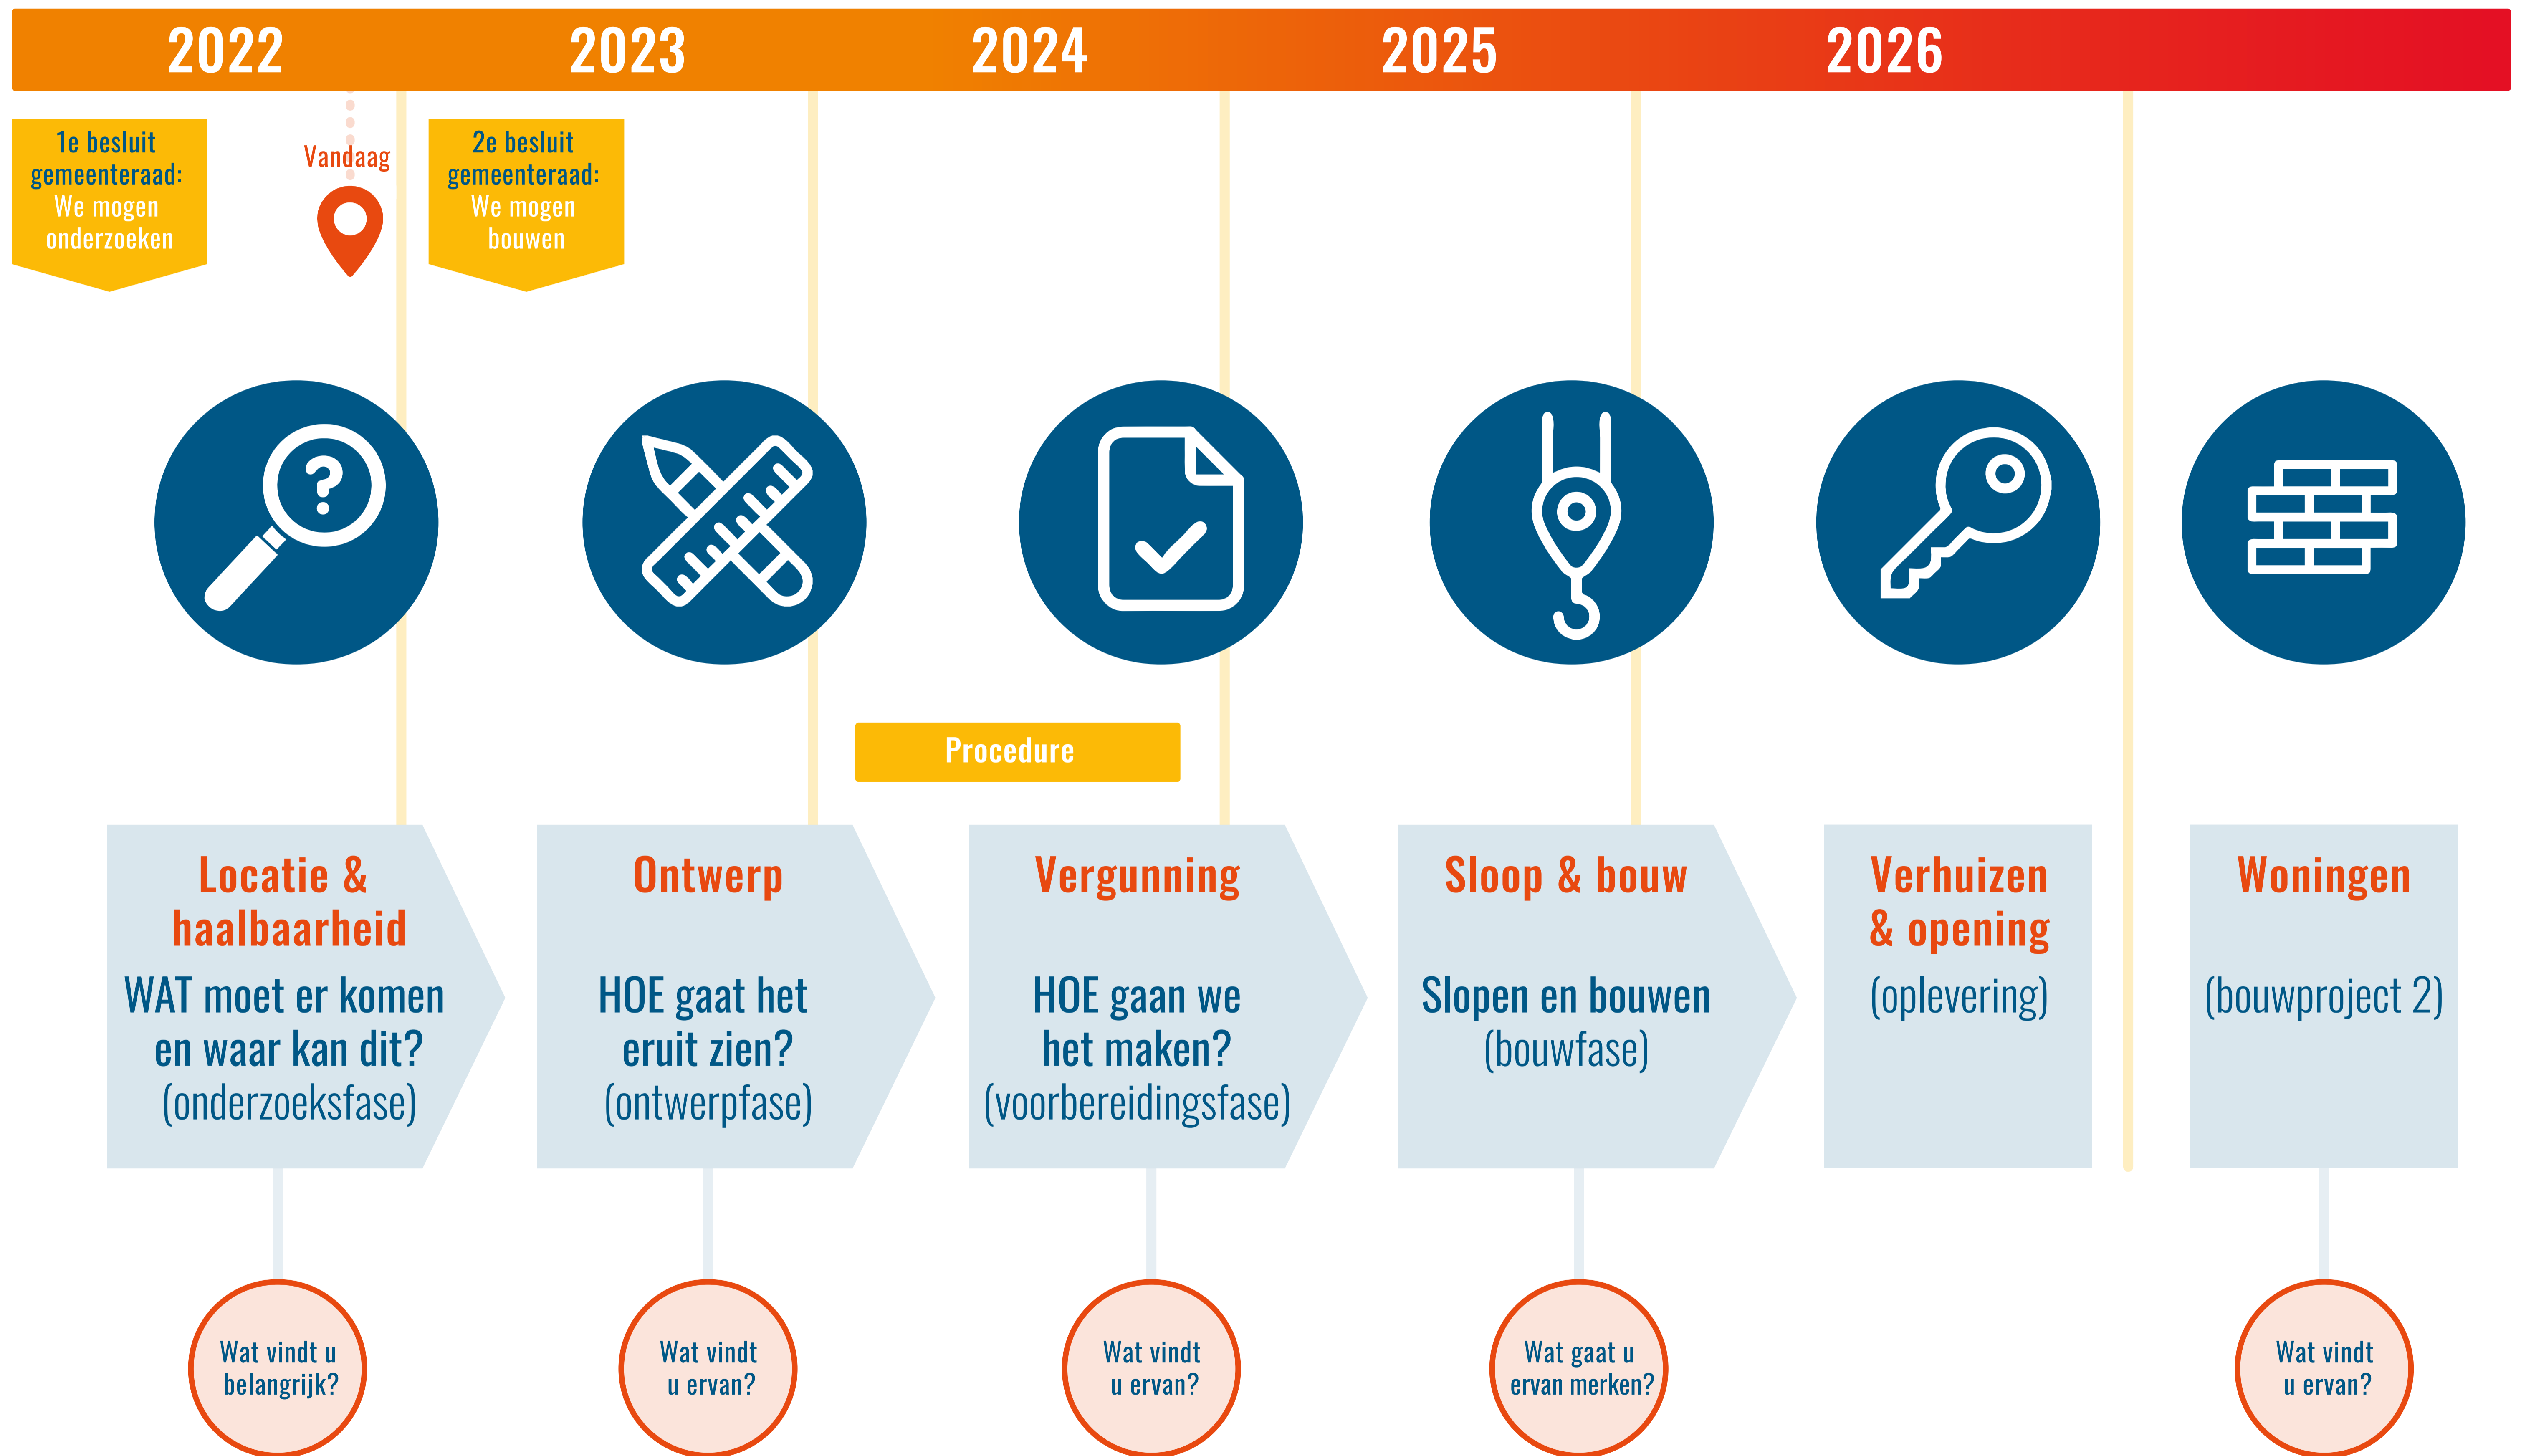 2022 2023 2024 2025 2026
1e besluit
gemeenteraad:
We mogen
onderzoeken
Vandaag
2e besluit
gemeenteraad:
We mogen
bouwen
?
Procedure
Locatie &
haalbaarheid
WAT moet er komen
en waar kan dit?
(onderzoeksfase)
Ontwerp
HOE gaat het
eruit zien?
(ontwerpfase)
Vergunning
HOE gaan we
het maken?
(voorbereidingsfase)
Sloop & bouw
Slopen en bouwen
(bouwfase)
Verhuizen
& opening
(oplevering)
Woningen
(bouwproject 2)
Wat vindt u
belangrijk?
Wat vindt
u ervan?
Wat vindt
u ervan?
Wat gaat u
ervan merken?
Wat vindt
u ervan?